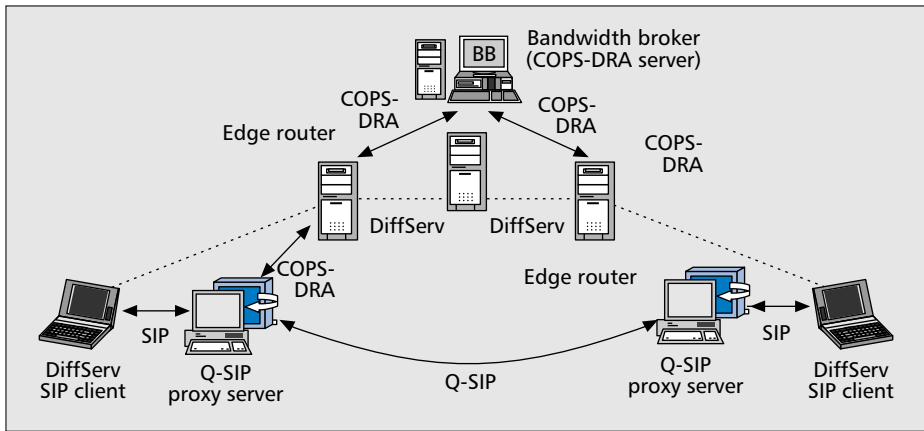 BB
Bandwidth broker
(COPS-DRA server)
COPS-
DRA
COPS-
DRA
Edge router
COPS-
DRA
DiffServ
DiffServ
COPS-
DRA
Edge router
SIP
SIP
DiffServ
SIP client
Q-SIP
proxy server
Q-SIP
Q-SIP
proxy server
DiffServ
SIP client